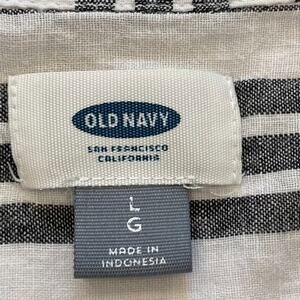 OLD NAVY
SAN FRANCISCO
CALIFORNIA
L
G
MADE IN
INDONESIA